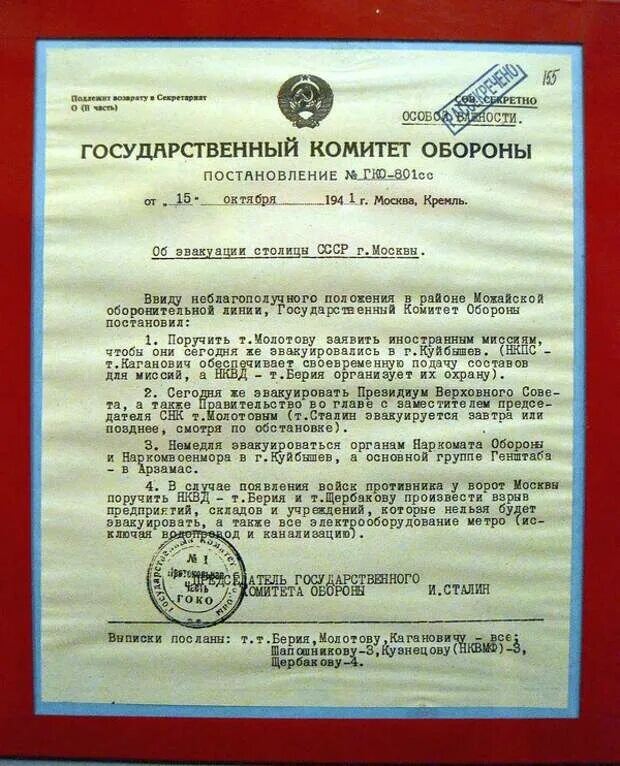 Подлежит возврату в Секретариат
О (II часть)
СОВ.СЕКРЕТНО
ОСОБОЙ ВАЖНОСТИ.
РАССЕКРЕЧЕНО
155
ГОСУДАРСТВЕННЫЙ КОМИТЕТ ОБОРОНЫ
ПОСТАНОВЛЕНИЕ № ГКО-801сс
от „15" октября 1941 г. Москва, Кремль.
Об эвакуации столицы СССР г.Москвы.
Ввиду неблагополучного положения в районе Можайской
оборонительной линии, Государственный Комитет Обороны
постановил:
1. Поручить т.Молотову заявить иностранным миссиям,
чтобы они сегодня же эвакуировались в г.Куйбышев. (НКПС -
т.Каганович обеспечивает своевременную подачу составов
для миссий, а НКВД - т.Берия организует их охрану).
2. Сегодня же эвакуировать Президиум Верховного Сове-
та, а также Правительство во главе с заместителем предсе-
дателя СНК т.Молотовым (т.Сталин эвакуируется завтра или
позднее, смотря по обстановке).
3. Немедля эвакуироваться органам Наркомата Обороны
и Наркомвоенмора в г.Куйбышев, а основной группе Генштаба
- в Арзамас.
4. В случае появления войск противника у ворот Москвы
поручить НКВД - т.Берия и т.Щербакову произвести взрыв
предприятий, складов и учреждений, которые нельзя будет
эвакуировать, а также все электрооборудование метро (ис-
ключая водопровод и канализацию).
ПРЕДСЕДАТЕЛЬ ГОСУДАРСТВЕННОГО
КОМИТЕТА ОБОРОНЫ И.СТАЛИН
Государственный Комитет Обороны
№ 1
Протокольная
Часть
ГОКО
Выписки посланы: т.т.Берия,Молотову,Кагановичу - все;
Шапошникову-3,Кузнецову(НКВМФ)-3,
Щербакову-4.